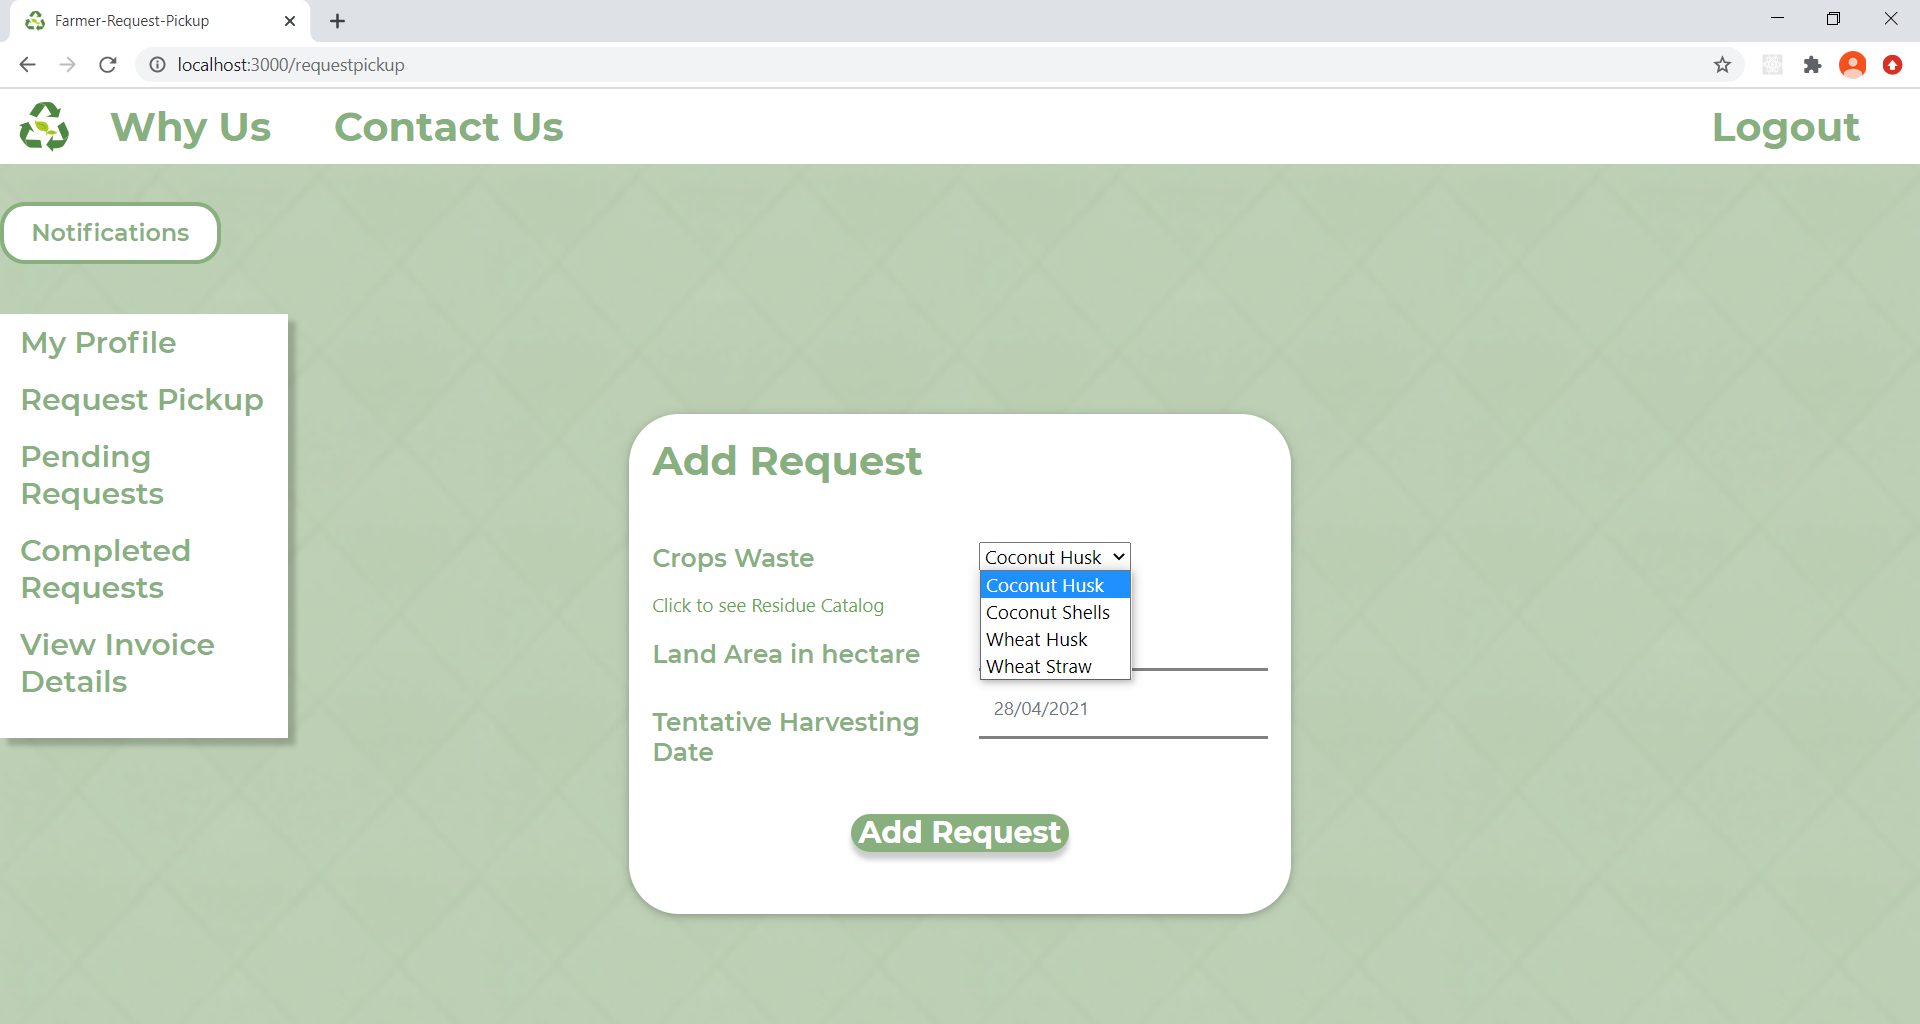 Farmer-Request-Pickup
localhost:3000/requestpickup
Why Us
Contact Us
Logout
Notifications
My Profile
Request Pickup
Pending
Requests
Completed
Requests
View Invoice
Details
Add Request
Crops Waste
Coconut Husk
Coconut Husk
Coconut Shells
Wheat Husk
Wheat Straw
Click to see Residue Catalog
Land Area in hectare
Tentative Harvesting
Date
28/04/2021
Add Request